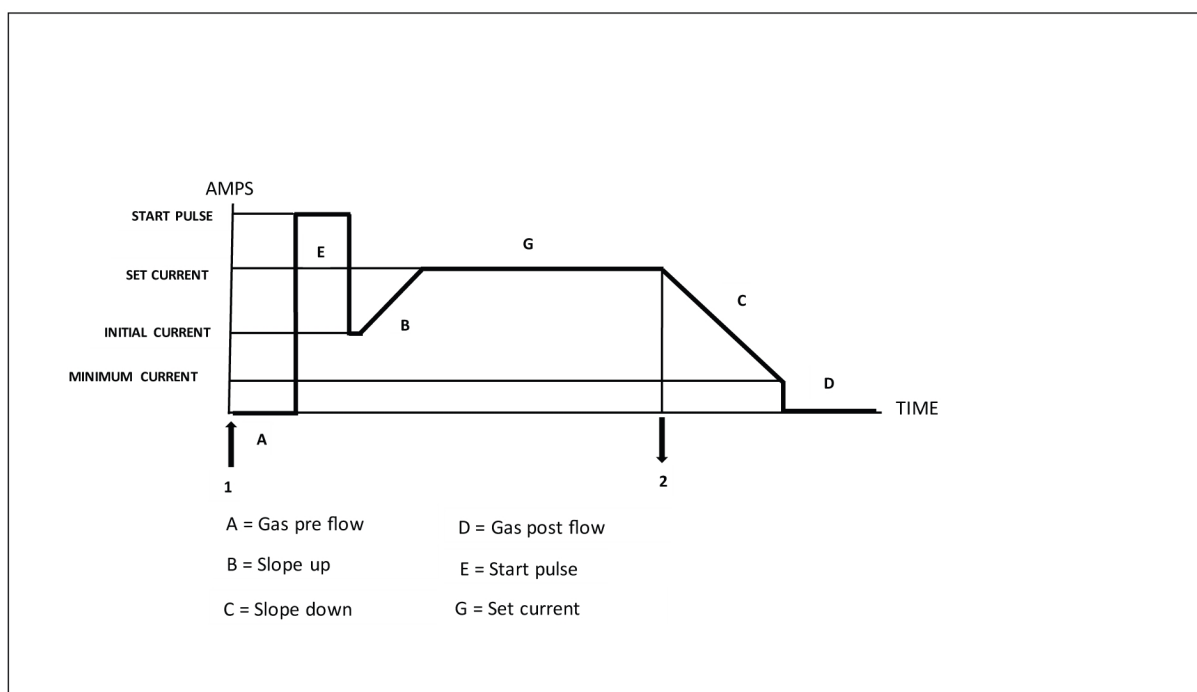 AMPS
START PULSE
E
G
SET CURRENT
C
B
INITIAL CURRENT
MINIMUM CURRENT
D
TIME
A
1
2
A = Gas pre flow
D = Gas post flow
B = Slope up
E = Start pulse
C = Slope down
G = Set current